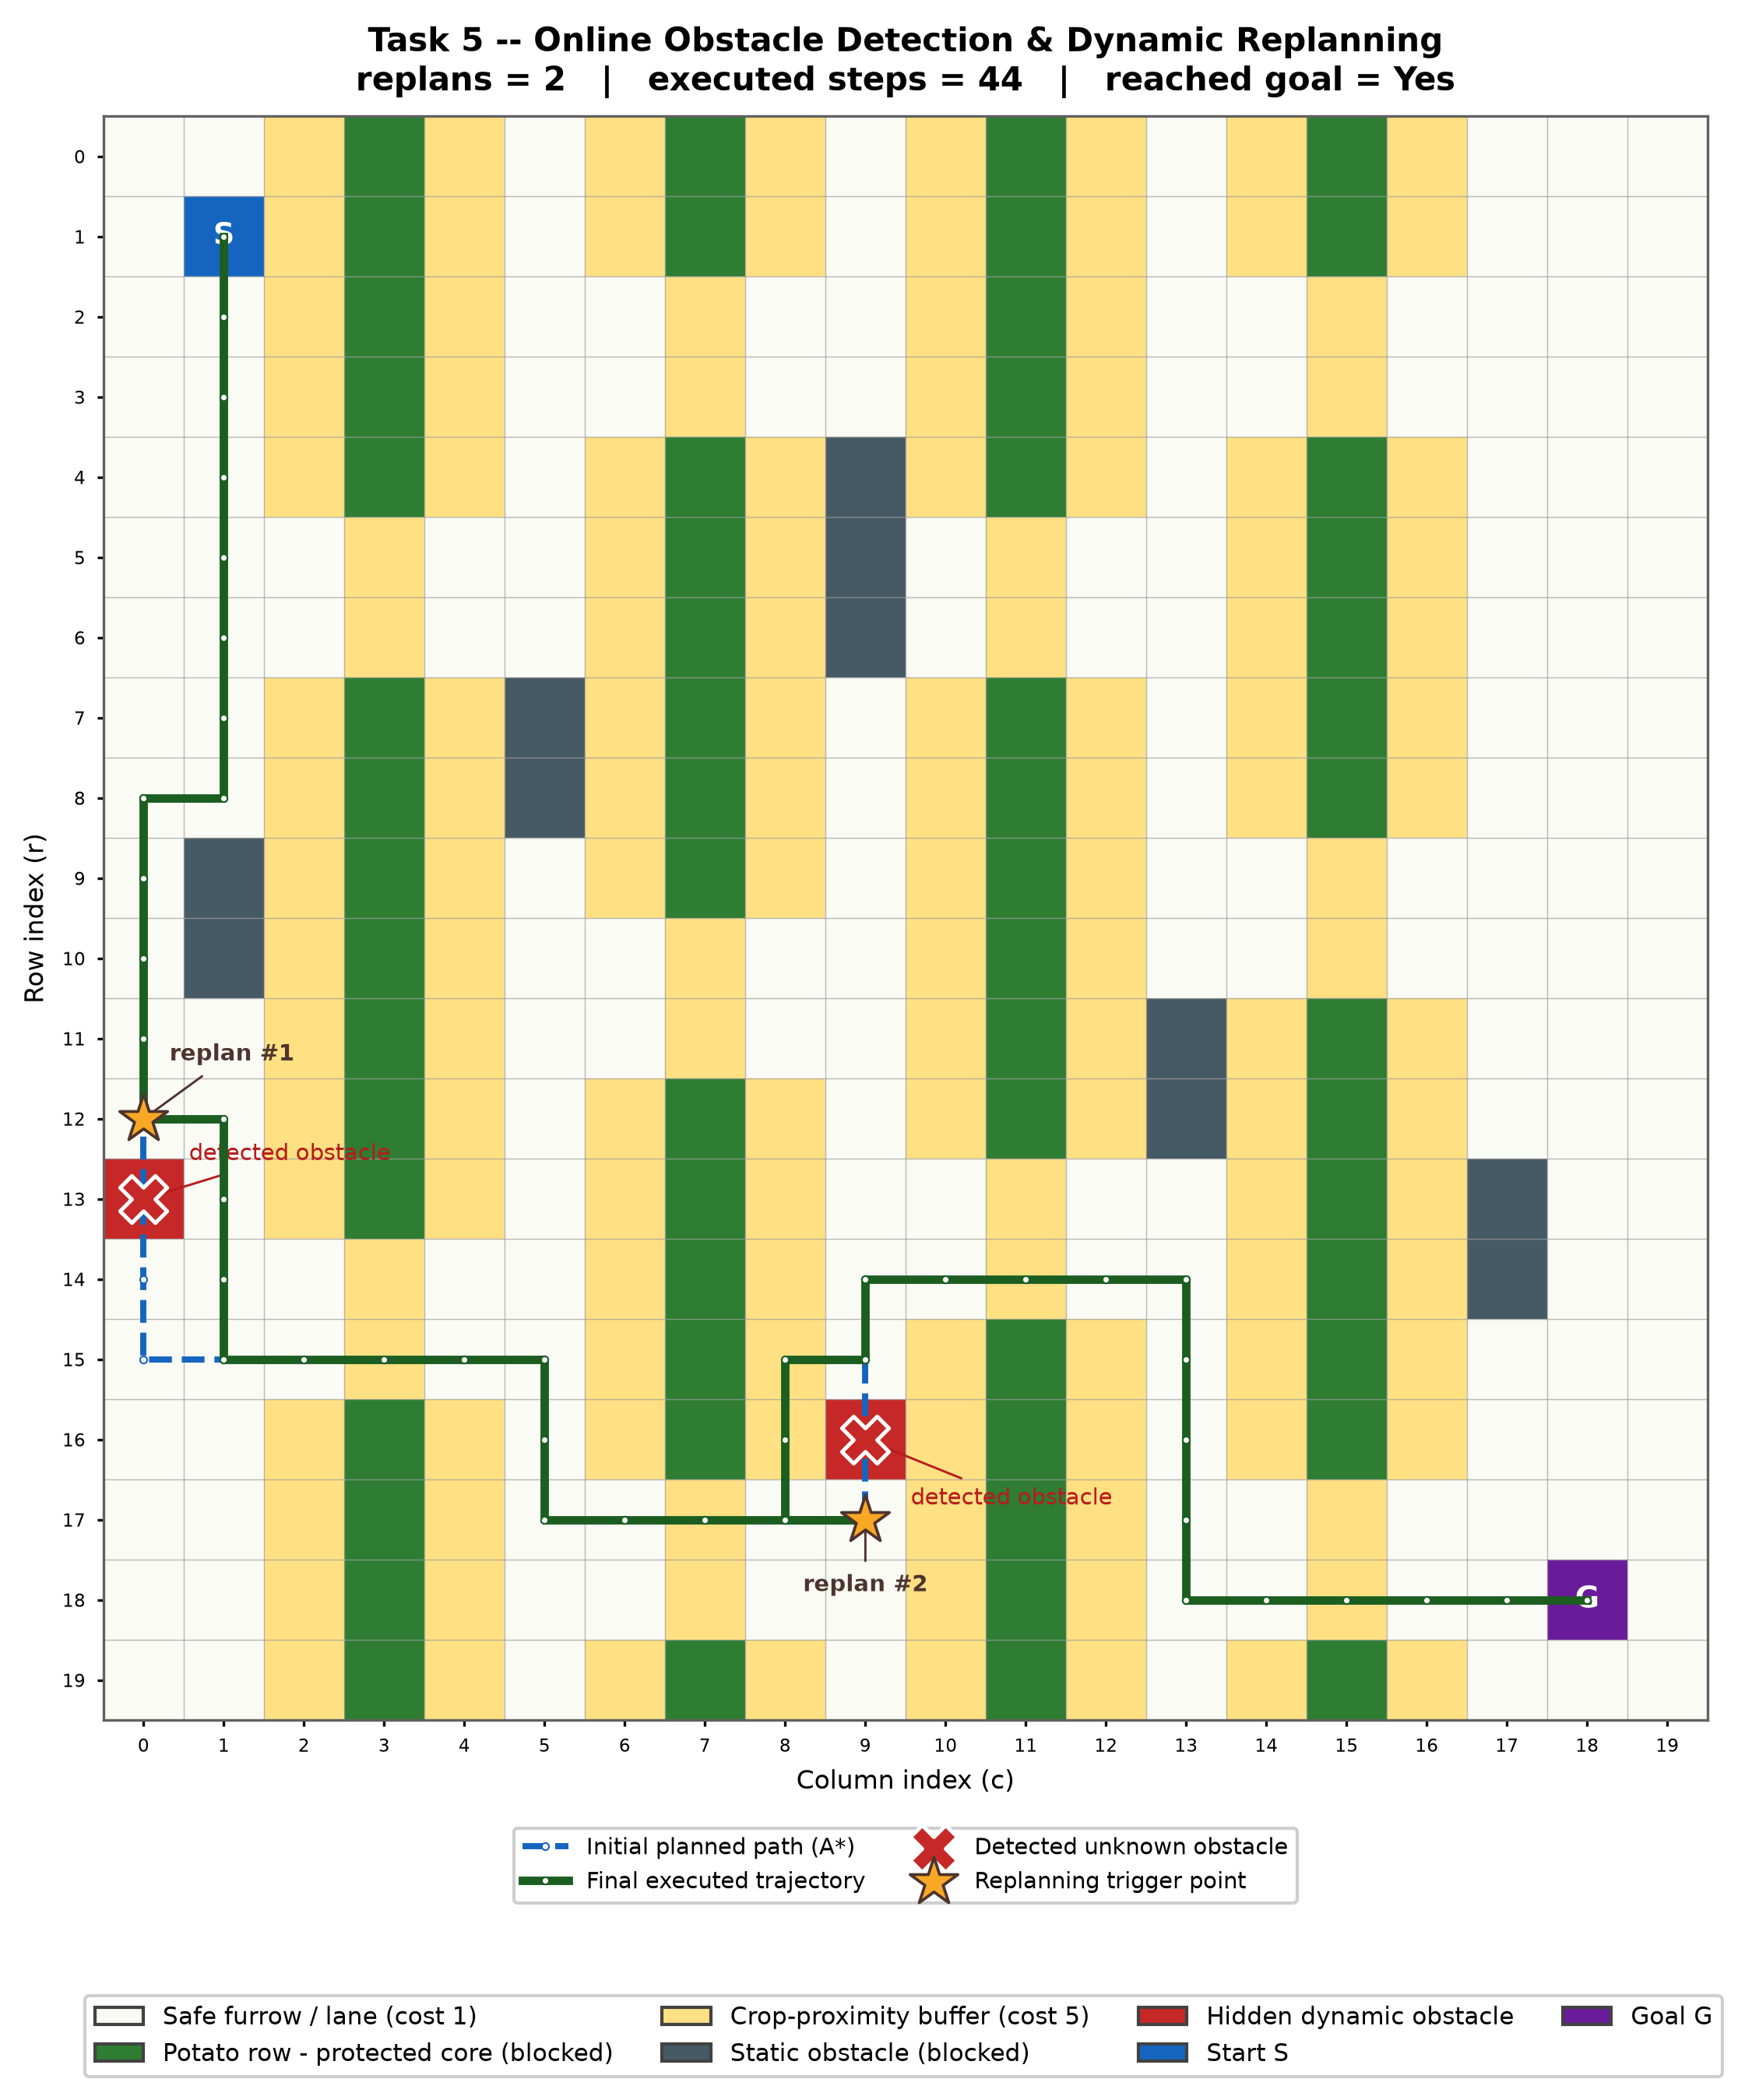 Task 5 -- Online Obstacle Detection & Dynamic Replanning
replans = 2 | executed steps = 44 | reached goal = Yes
0
S
1
2
3
4
5
6
7
8
9
10
11
replan #1
12
detected obstacle
13
14
15
16
detected obstacle
17
replan #2
18
G
19
Row index (r)
0 1 2 3 4 5 6 7 8 9 10 11 12 13 14 15 16 17 18 19
Column index (c)
Initial planned path (A*) Detected unknown obstacle
Final executed trajectory Replanning trigger point
Safe furrow / lane (cost 1) Crop-proximity buffer (cost 5) Hidden dynamic obstacle Goal G
Potato row - protected core (blocked) Static obstacle (blocked) Start S